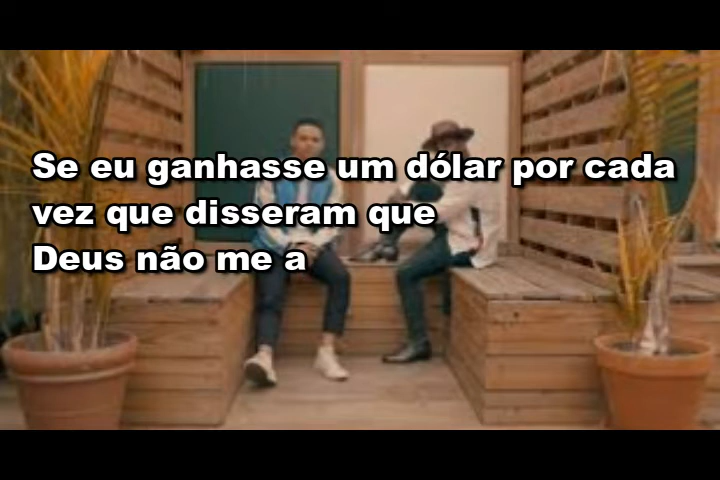 Se eu ganhasse um dólar por cada
vez que disseram que
Deus não me a